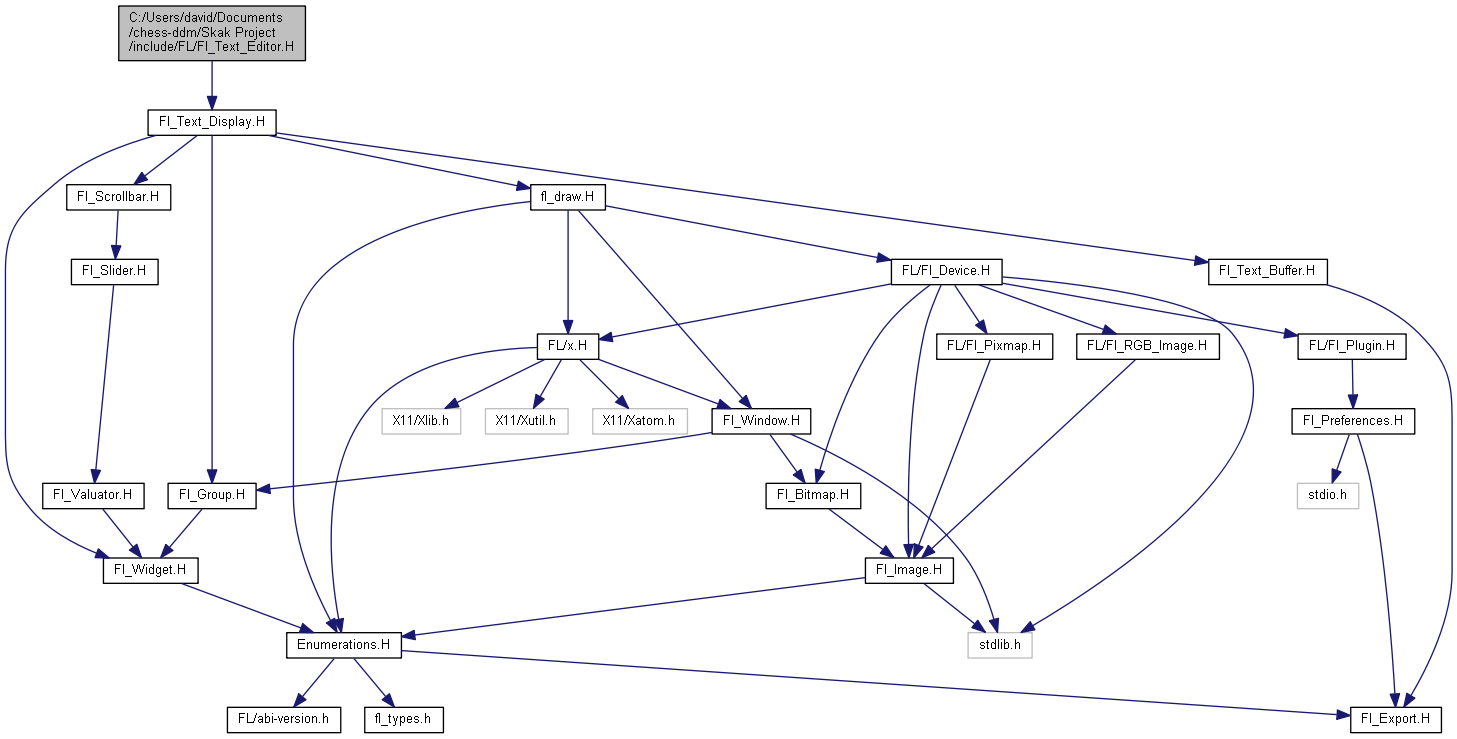 C:/Users/david/Documents
/chess-ddm/Skak Project
/include/FL/Fl_Text_Editor.H
Fl_Text_Display.H
Fl_Scrollbar.H
fl_draw.H
Fl_Slider.H
FL/Fl_Device.H
Fl_Text_Buffer.H
FL/x.H
FL/Fl_Pixmap.H
FL/Fl_RGB_Image.H
FL/Fl_Plugin.H
X11/Xlib.h
X11/Xutil.h
X11/Xatom.h
Fl_Window.H
Fl_Preferences.H
Fl_Valuator.H
Fl_Group.H
Fl_Bitmap.H
stdio.h
Fl_Widget.H
Fl_Image.H
Enumerations.H
stdlib.h
FL/abi-version.h
fl_types.h
Fl_Export.H